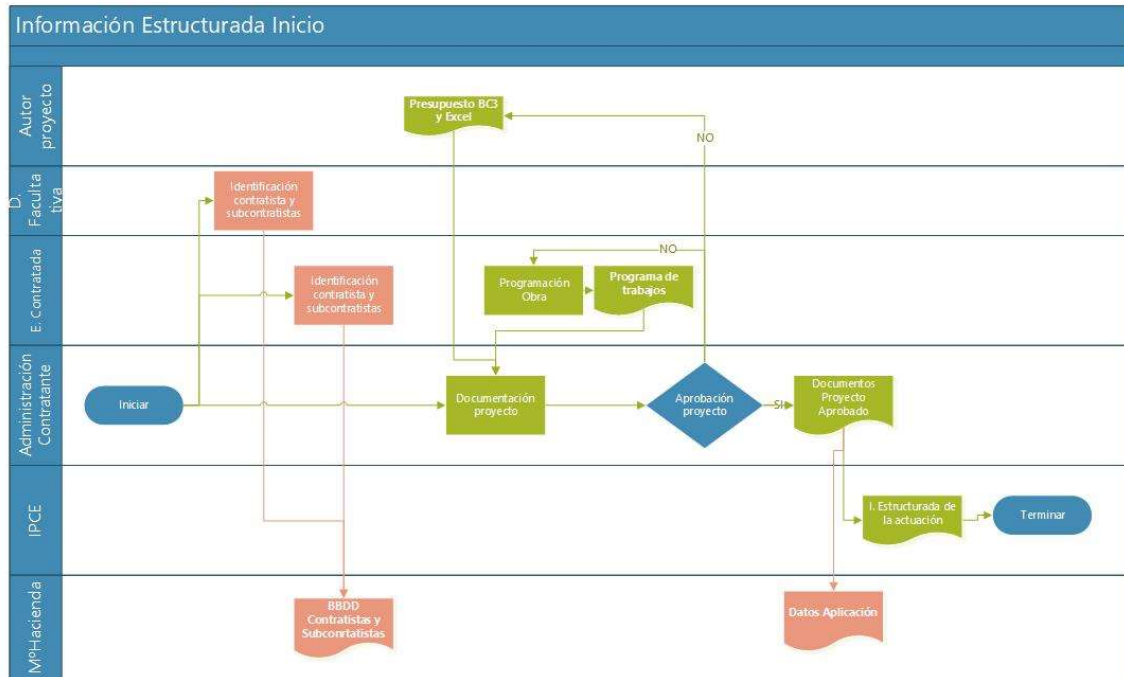 Información Estructurada Inicio
Autor
proyecto
Presupuesto BC3
y Excel
NO
D.
Faculta
tiva
Identificación
contratista y
subcontratistas
E. Contratada
Identificación
contratista y
subcontratistas
NO
Programación
Obra
Programa de
trabajos
Administración
Contratante
Iniciar
Documentación
proyecto
Aprobación
proyecto
SI
Documentos
Proyecto
Aprobado
IPCE
I. Estructurada de
la actuación
Terminar
MºHacienda
BBDD
Contratistas y
Subconrtatistas
Datos Aplicación